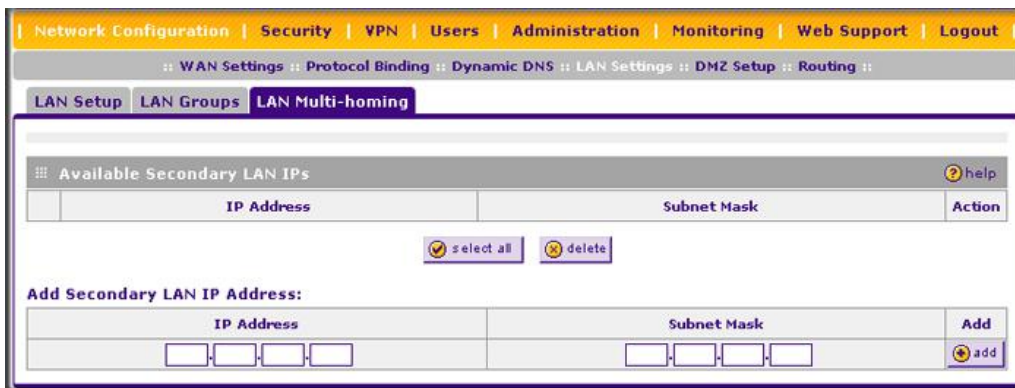 | Network Configuration | Security | VPN | Users | Administration | Monitoring | Web Support | Logout |
:: WAN Settings :: Protocol Binding :: Dynamic DNS :: LAN Settings :: DMZ Setup :: Routing ::
LAN Setup LAN Groups LAN Multi-homing
Available Secondary LAN IPs ? help
IP Address Subnet Mask Action
select all delete
Add Secondary LAN IP Address:
IP Address Subnet Mask Add
. . . . . . add